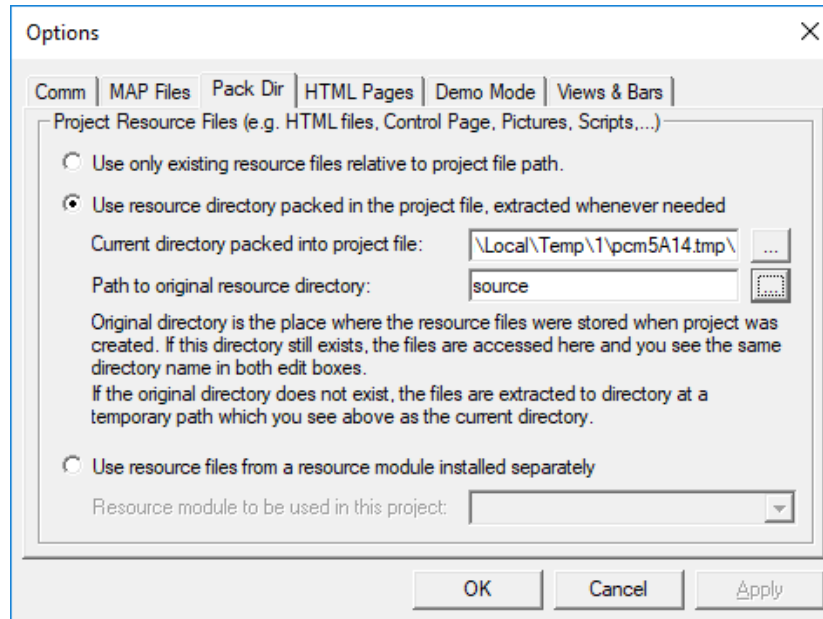 Options
Comm MAP Files Pack Dir HTML Pages Demo Mode Views & Bars
Project Resource Files (e.g. HTML files, Control Page, Pictures, Scripts,...)
Use only existing resource files relative to project file path.
Use resource directory packed in the project file, extracted whenever needed
Current directory packed into project file: \Local\Temp\1\pcm5A14.tmp\ ...
Path to original resource directory: source ...
Original directory is the place where the resource files were stored when project was
created. If this directory still exists, the files are accessed here and you see the same
directory name in both edit boxes.
If the original directory does not exist, the files are extracted to directory at a
temporary path which you see above as the current directory.
Use resource files from a resource module installed separately
Resource module to be used in this project:
OK Cancel Apply